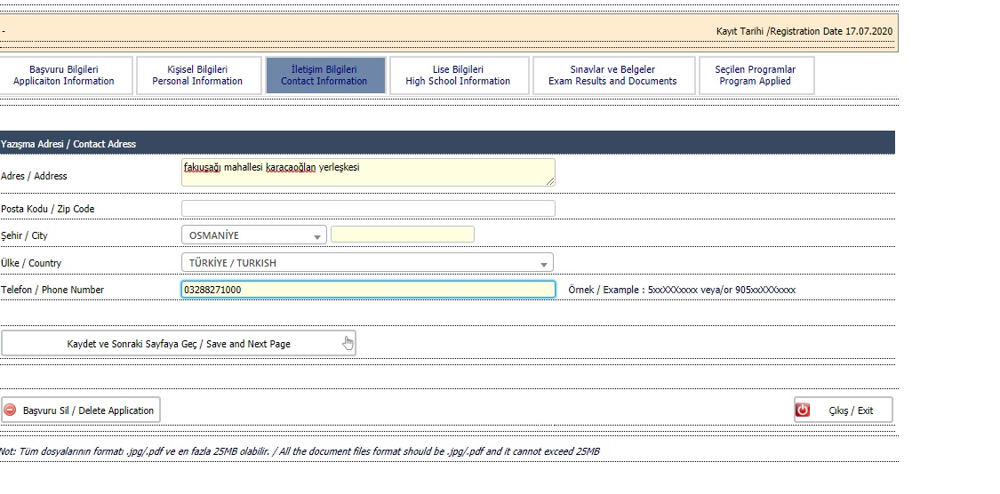 -
Kayıt Tarihi /Registration Date 17.07.2020
Başvuru Bilgileri
Applicaiton Information
Kişisel Bilgileri
Personal Information
İletişim Bilgileri
Contact Information
Lise Bilgileri
High School Information
Sınavlar ve Belgeler
Exam Results and Documents
Seçilen Programlar
Program Applied
Yazışma Adresi / Contact Adress
Adres / Address
fakıuşağı mahallesi karacaoğlan yerleşkesi
Posta Kodu / Zip Code
Şehir / City
OSMANİYE
Ülke / Country
TÜRKİYE / TURKISH
Telefon / Phone Number
03288271000
Örnek / Example : 5xxXXXxxxx veya/or 905xxXXXxxxx
Kaydet ve Sonraki Sayfaya Geç / Save and Next Page
Başvuru Sil / Delete Application
Çıkış / Exit
Not: Tüm dosyalarının formatı .jpg/.pdf ve en fazla 25MB olabilir. / All the document files format should be .jpg/.pdf and it cannot exceed 25MB